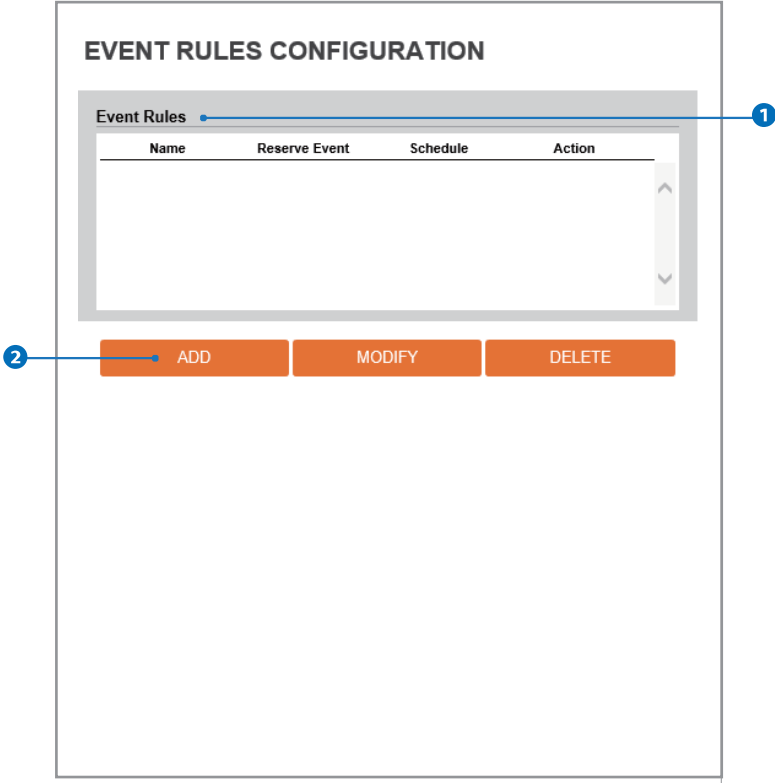 EVENT RULES CONFIGURATION
Event Rules
1
Name Reserve Event Schedule Action
2
ADD MODIFY DELETE